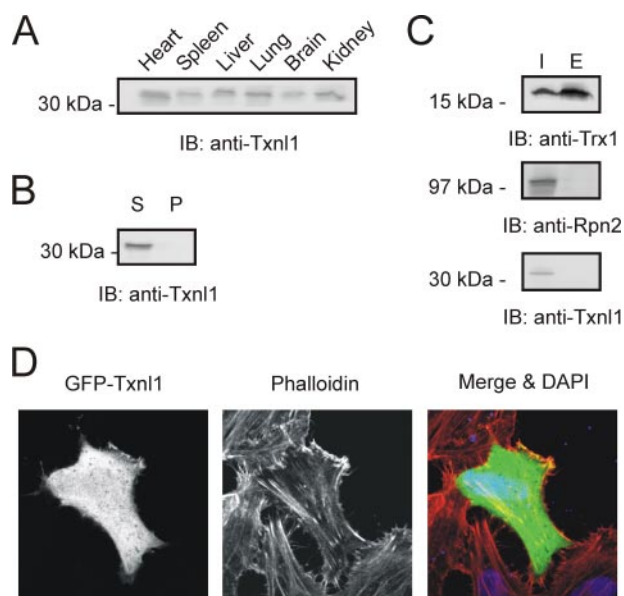 A
Heart Spleen Liver Lung Brain Kidney
30 kDa -
IB: anti-Txnl1
B
S P
30 kDa -
IB: anti-Txnl1
C
I E
15 kDa -
IB: anti-Trx1
97 kDa -
IB: anti-Rpn2
30 kDa -
IB: anti-Txnl1
D
GFP-Txnl1 Phalloidin Merge & DAPI